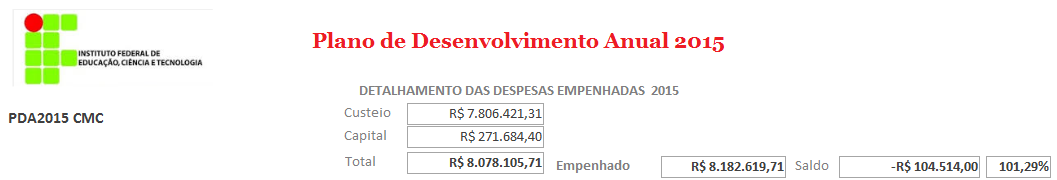 INSTITUTO FEDERAL DE
EDUCAÇÃO, CIÊNCIA E TECNOLOGIA
Plano de Desenvolvimento Anual 2015
DETALHAMENTO DAS DESPESAS EMPENHADAS 2015
PDA2015 CMC
Custeio R$ 7.806.421,31
Capital R$ 271.684,40
Total R$ 8.078.105,71 Empenhado R$ 8.182.619,71 Saldo -R$ 104.514,00 101,29%